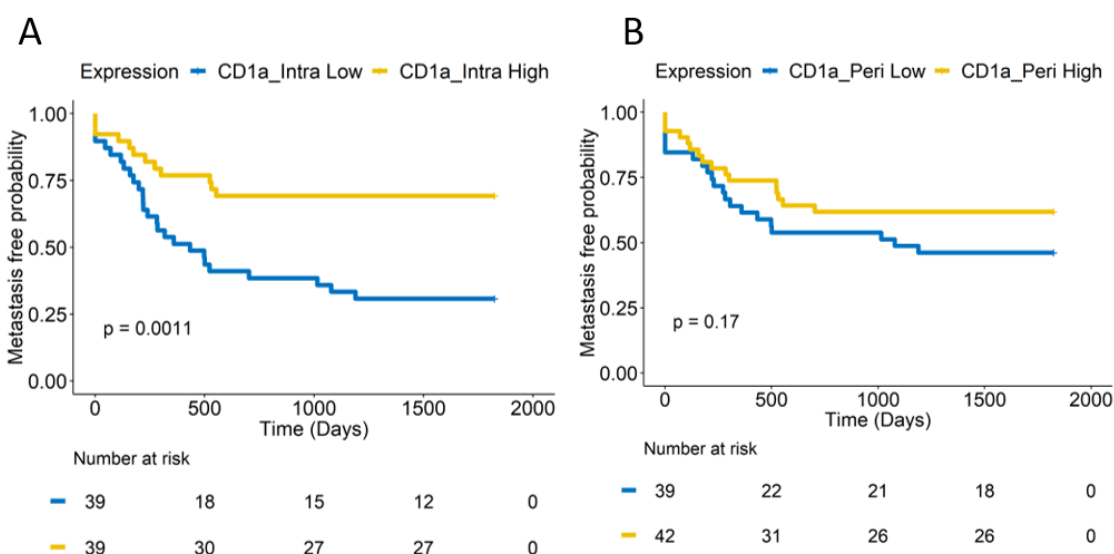 A
Expression CD1a_Intra Low CD1a_Intra High
Metastasis free probability
1.00
0.75
0.50
0.25
0.00
p = 0.0011
0 500 1000 1500 2000
Time (Days)
Number at risk
39 18 15 12 0
39 30 27 27 0
B
Expression CD1a_Peri Low CD1a_Peri High
Metastasis free probability
1.00
0.75
0.50
0.25
0.00
p = 0.17
0 500 1000 1500 2000
Time (Days)
Number at risk
39 22 21 18 0
42 31 26 26 0